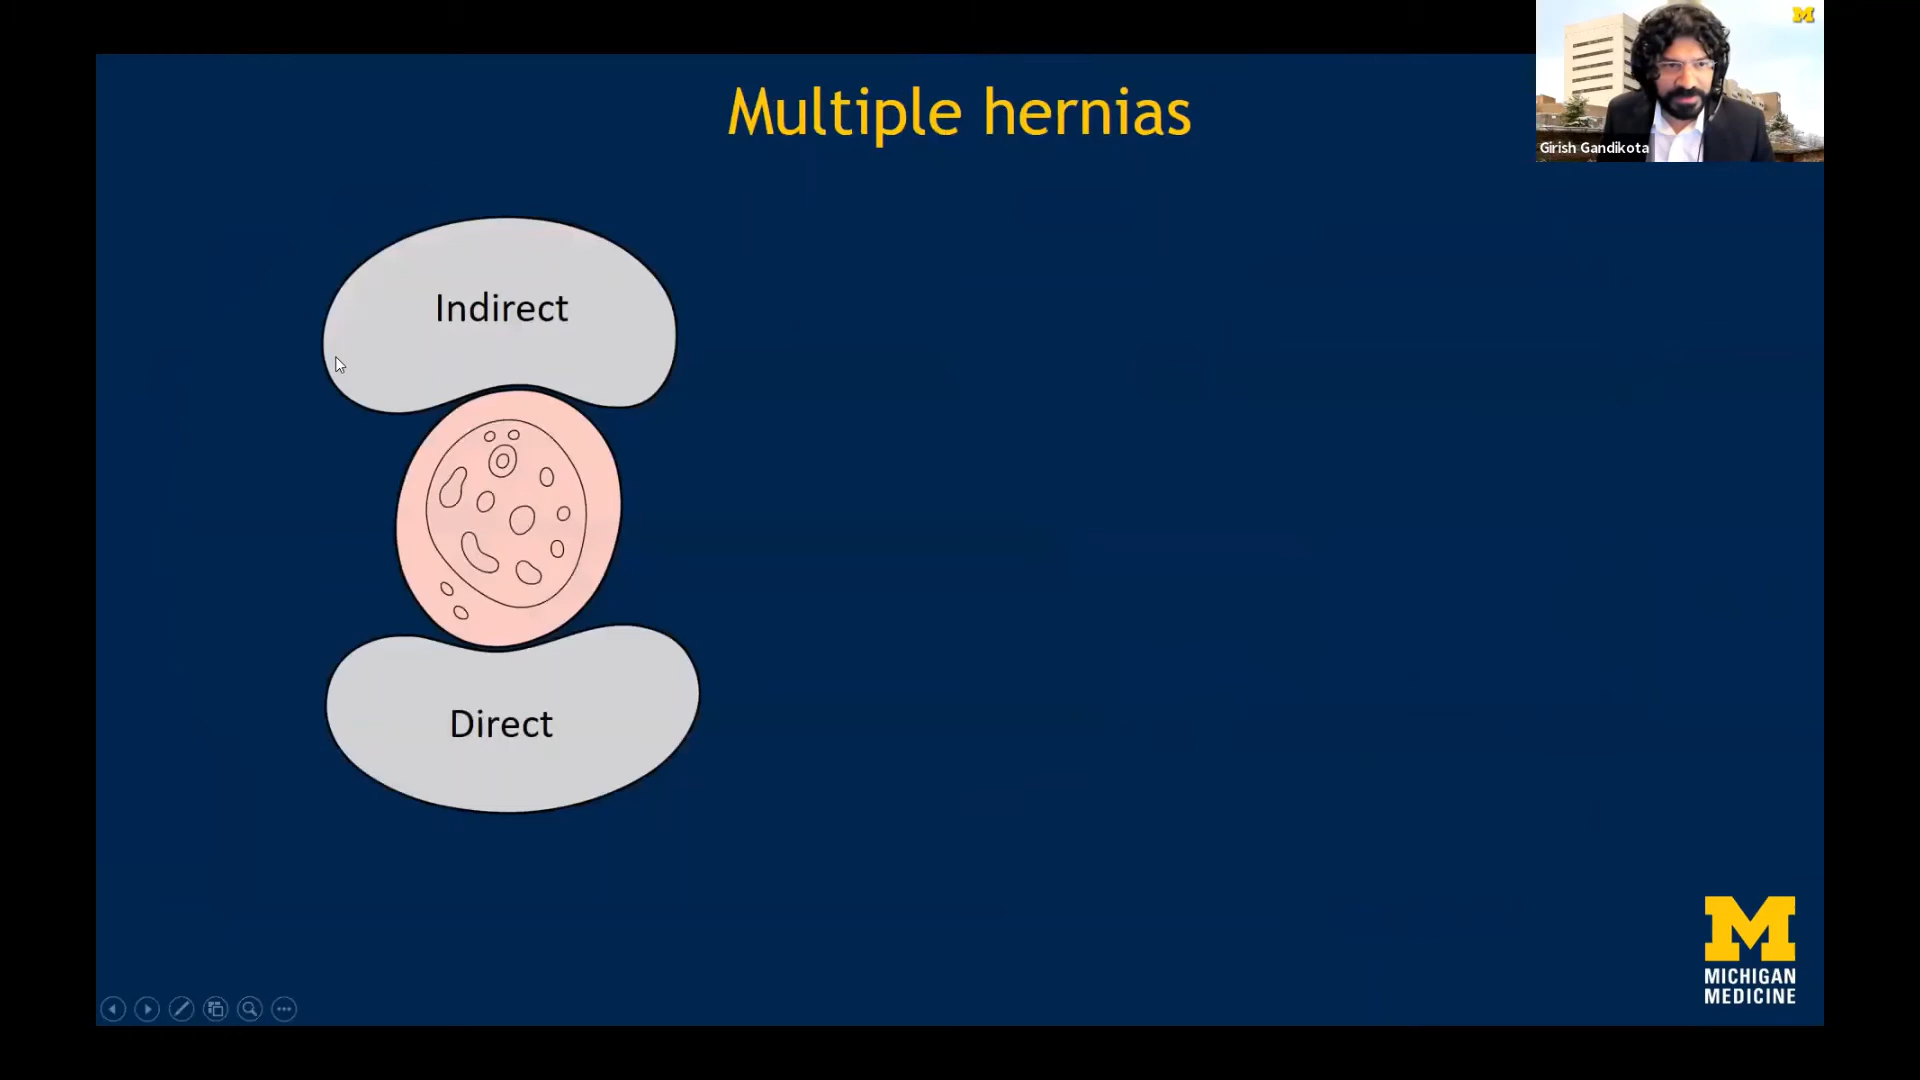 Multiple hernias
M
Girish Gandikota
Indirect
Direct
M
MICHIGAN
MEDICINE